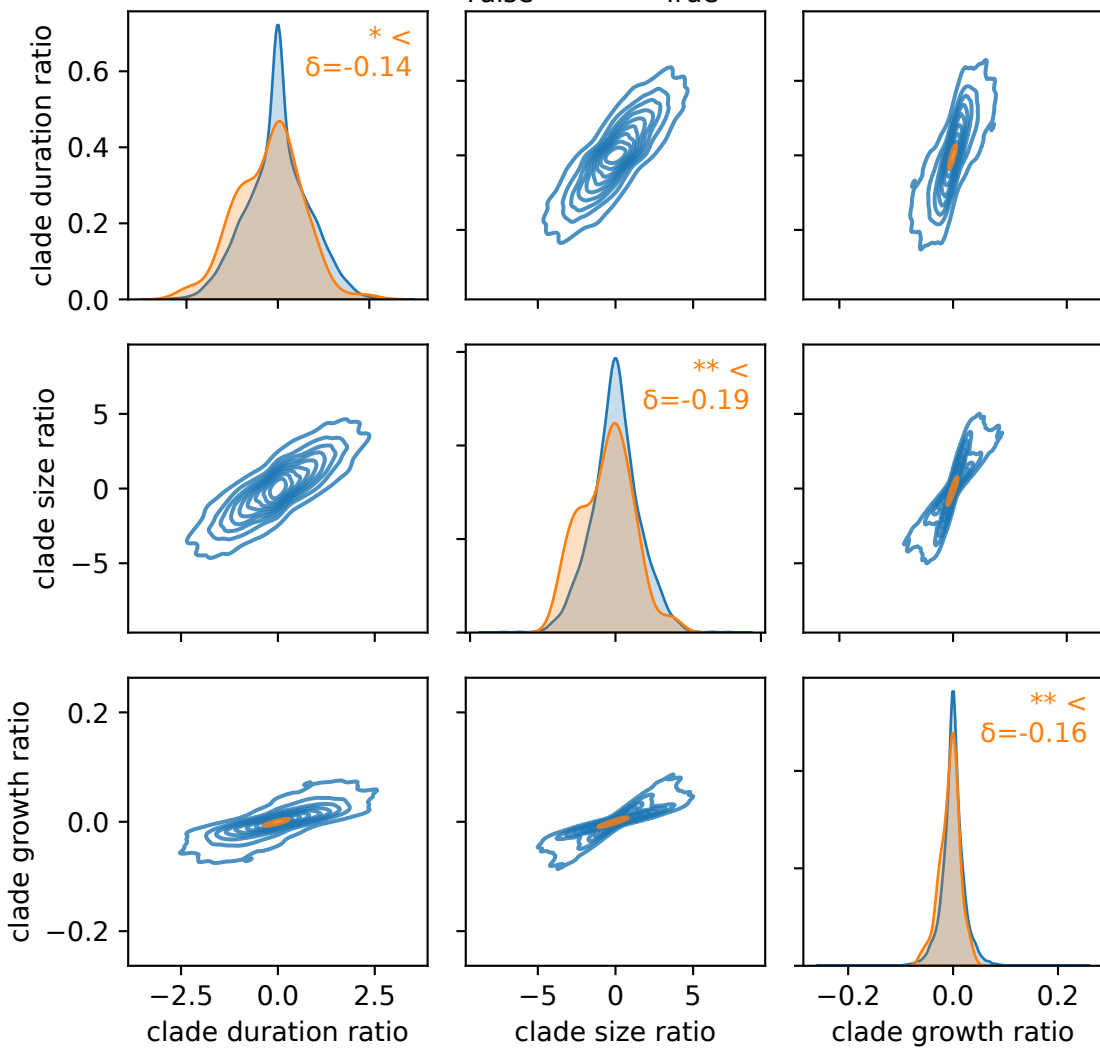 clade duration ratio
0.6
0.4
0.2
0.0
* <
δ=-0.14
clade size ratio
5
0
−5
** <
δ=-0.19
clade growth ratio
0.2
0.0
−0.2
** <
δ=-0.16
−2.5 0.0 2.5
−5 0 5
−0.2 0.0 0.2
clade duration ratio
clade size ratio
clade growth ratio